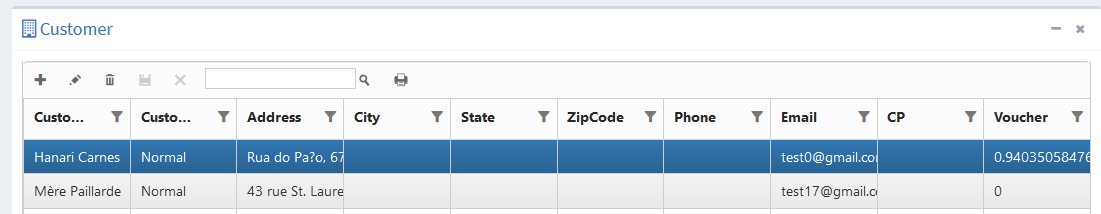 Customer
Custo... Custo... Address City State ZipCode Phone Email CP Voucher
Hanari Carnes Normal Rua do Pa?o, 67 test0@gmail.co 0.94035058476
Mère Paillarde Normal 43 rue St. Laure test17@gmail.c 0